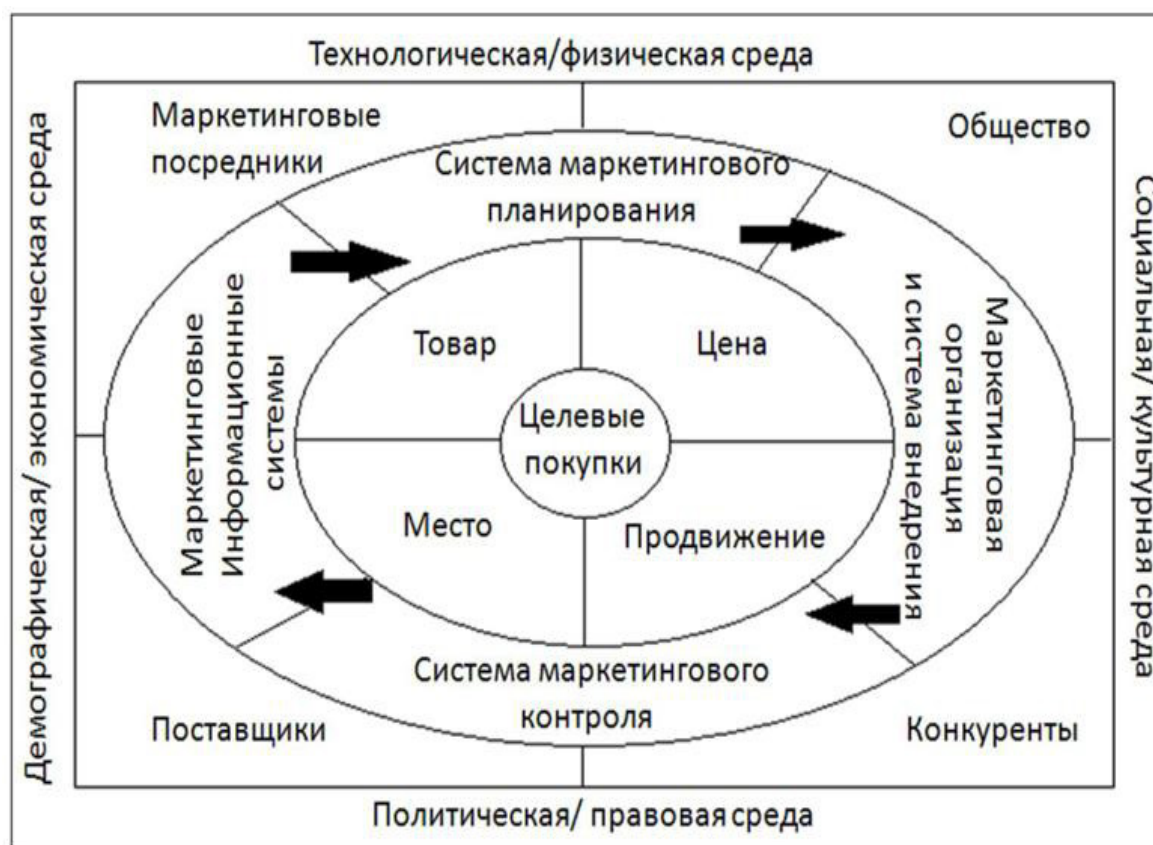 Технологическая/физическая среда
Маркетинговые
посредники
Общество
Система маркетингового
планирования
Демографическая/ экономическая среда
Социальная/ культурная среда
Маркетинговые
Информационные
системы
Товар
Цена
Маркетинговая
организация
и система внедрения
Целевые
покупки
Место
Продвижение
Система маркетингового
контроля
Поставщики
Конкуренты
Политическая/ правовая среда